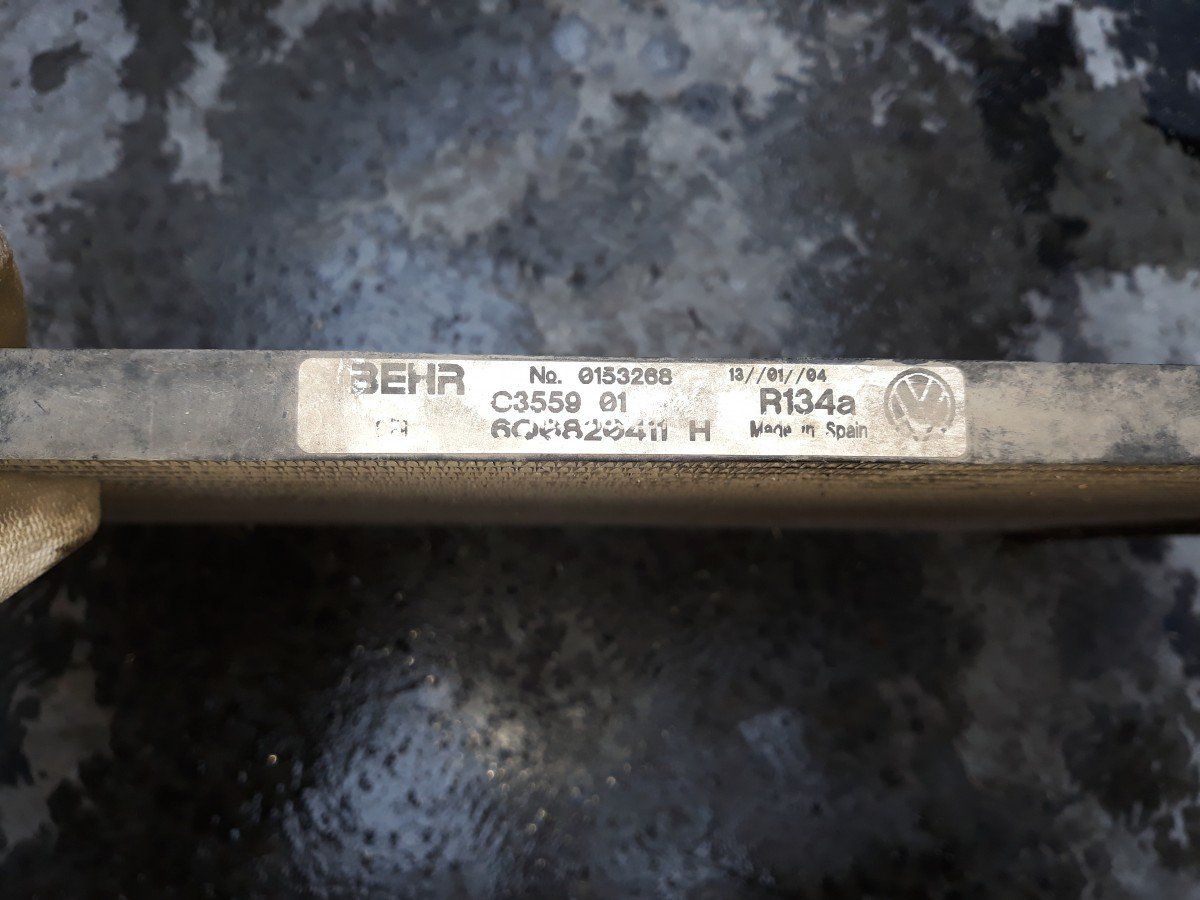 BEHR No. 0153268 13//01//04
C3559 01 R134a
6Q0820411 H Made in Spain